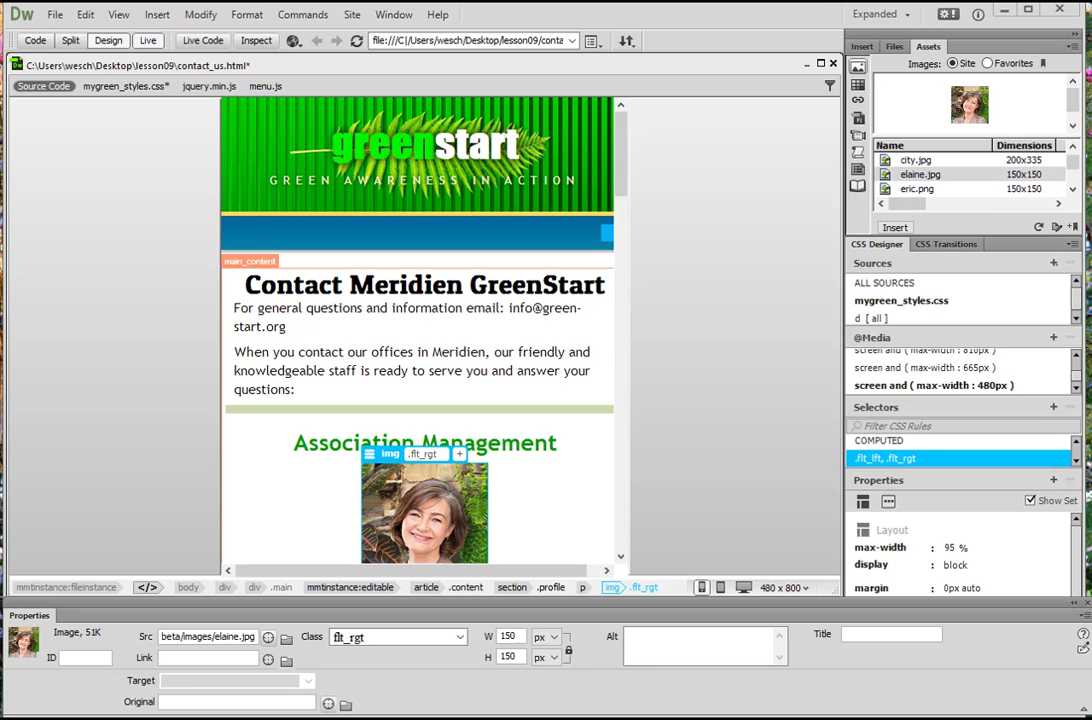 Dw File Edit View Insert Modify Format Commands Site Window Help Expanded
Code Split Design Live Live Code Inspect file:///C|/Users/wesch/Desktop/lesson09/conta
C:\Users\wesch\Desktop\lesson09\contact_us.html*
Source Code mygreen_styles.css* jquery.min.js menu.js
greenstart
GREEN AWARENESS IN ACTION
main_content
Contact Meridien GreenStart
For general questions and information email: info@green-
start.org
When you contact our offices in Meridien, our friendly and
knowledgeable staff is ready to serve you and answer your
questions:
Association Management
img .flt_rgt +
Insert Files Assets
Images: Site Favorites
Name Dimensions
city.jpg 200x335
elaine.jpg 150x150
eric.png 150x150
Insert
CSS Designer CSS Transitions
Sources
ALL SOURCES
mygreen_styles.css
d [ all ]
@Media
screen and ( max-width : 810px )
screen and ( max-width : 665px )
screen and ( max-width : 480px )
Selectors
Filter CSS Rules
COMPUTED
.flt_lft, .flt_rgt
Properties
Show Set
Layout
max-width : 95 %
display : block
margin : 0px auto
mmtinstance:fileinstance </> body div div .main mmtinstance:editable article .content section .profile p img .flt_rgt 480 x 800
Properties
Image, 51K Src beta/images/elaine.jpg Class flt_rgt W 150 px Alt Title
ID Link H 150 px
Target
Original